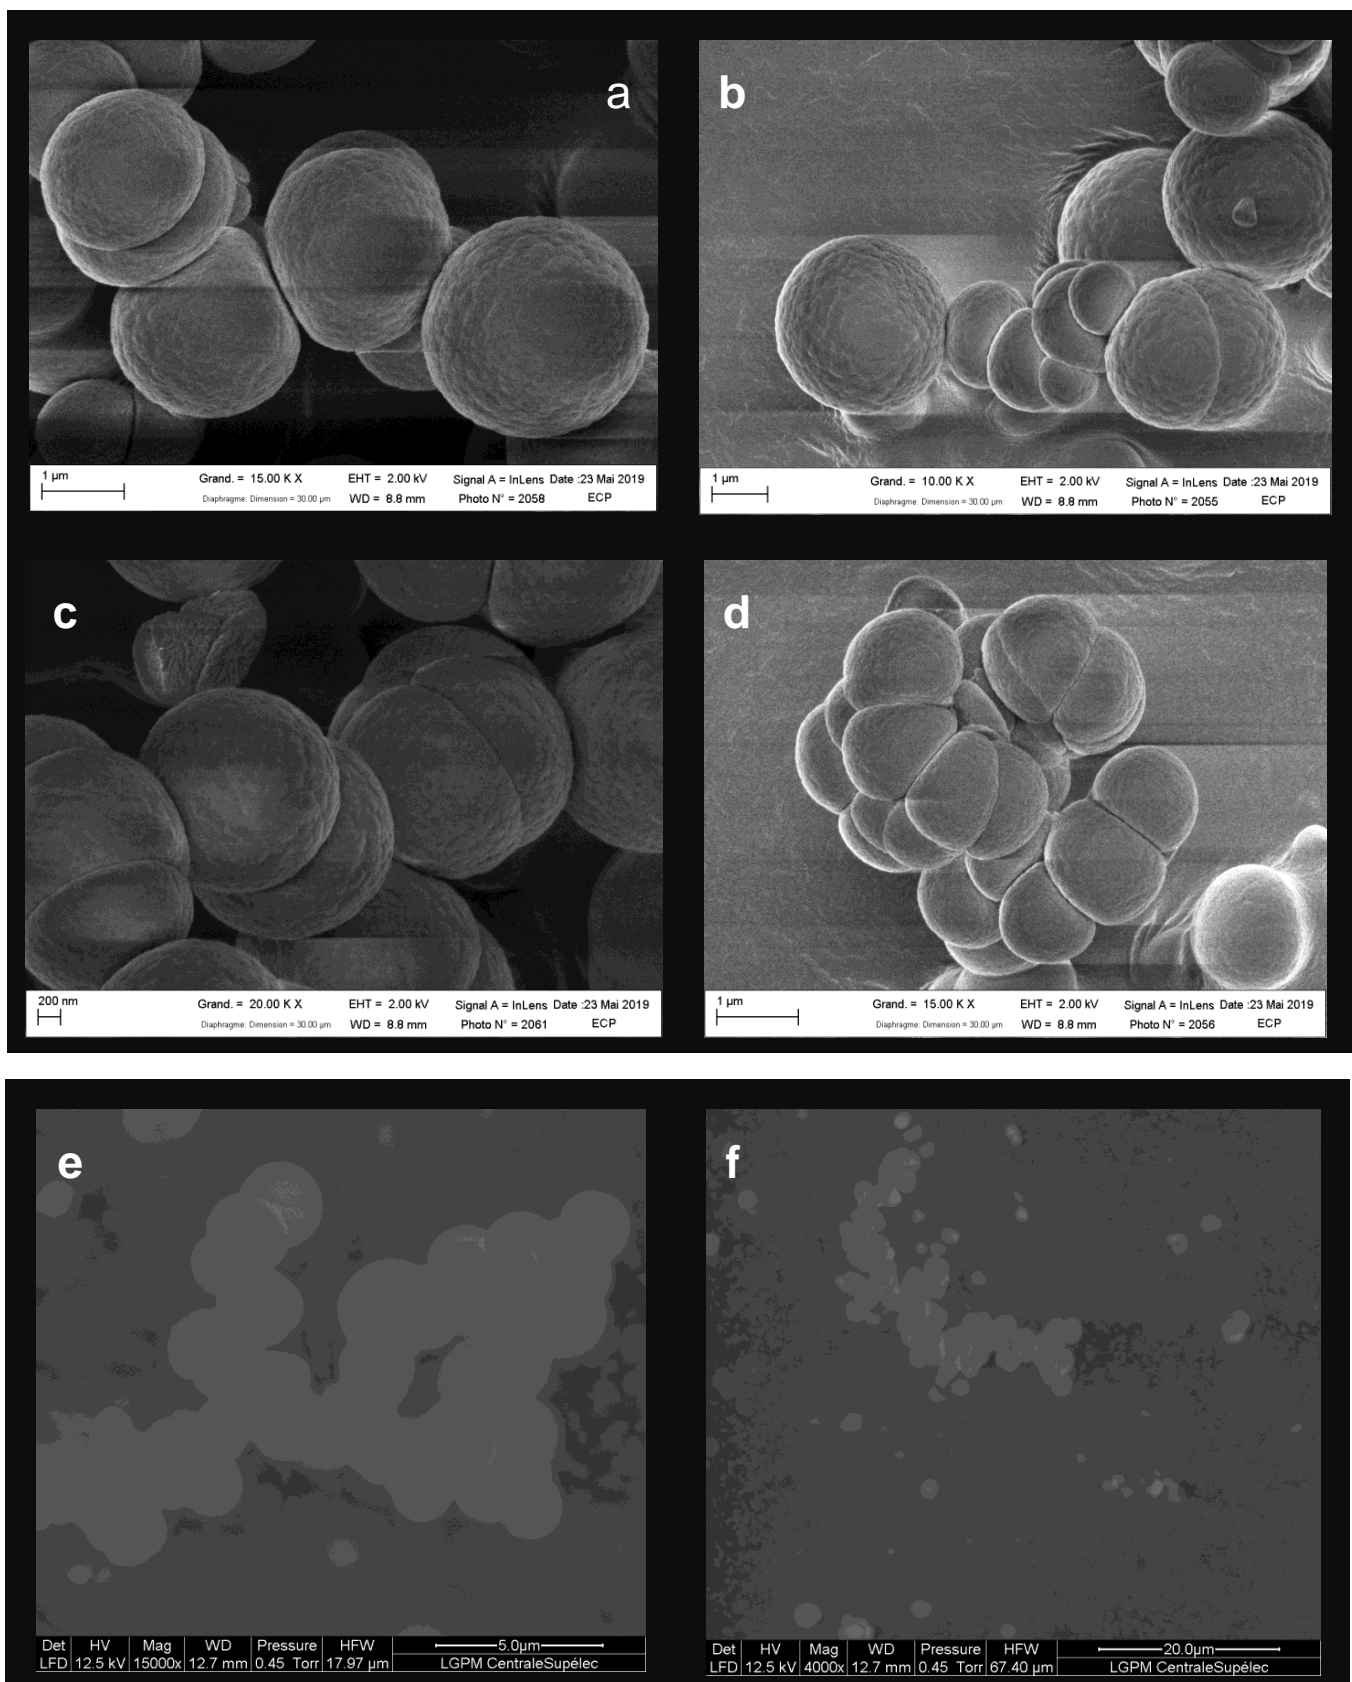 a
1 µm
Grand. = 15.00 K X EHT = 2.00 kV Signal A = InLens Date :23 Mai 2019
Diaphragme: Dimension = 30.00 µm WD = 8.8 mm Photo N° = 2058 ECP
b
1 µm
Grand. = 10.00 K X EHT = 2.00 kV Signal A = InLens Date :23 Mai 2019
Diaphragme: Dimension = 30.00 µm WD = 8.8 mm Photo N° = 2055 ECP
c
200 nm
Grand. = 20.00 K X EHT = 2.00 kV Signal A = InLens Date :23 Mai 2019
Diaphragme: Dimension = 30.00 µm WD = 8.8 mm Photo N° = 2061 ECP
d
1 µm
Grand. = 15.00 K X EHT = 2.00 kV Signal A = InLens Date :23 Mai 2019
Diaphragme: Dimension = 30.00 µm WD = 8.8 mm Photo N° = 2056 ECP
e
Det HV Mag WD Pressure HFW 5.0µm
LFD 12.5 kV 15000x 12.7 mm 0.45 Torr 17.97 µm LGPM CentraleSupélec
f
Det HV Mag WD Pressure HFW 20.0µm
LFD 12.5 kV 4000x 12.7 mm 0.45 Torr 67.40 µm LGPM CentraleSupélec